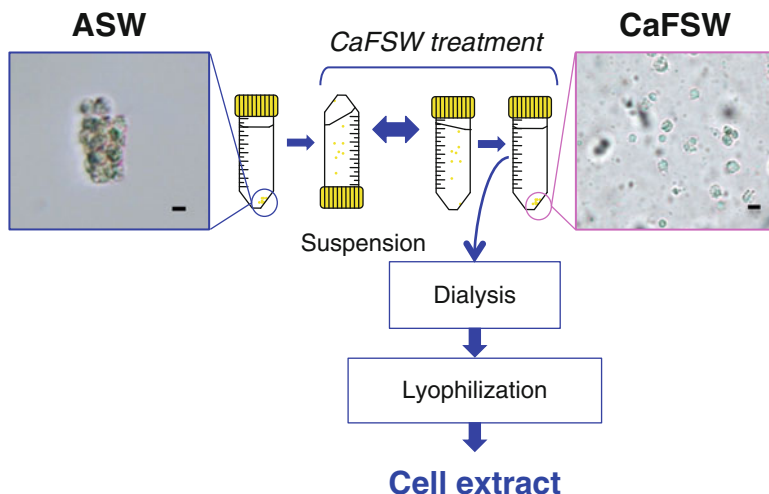 ASW
CaFSW
CaFSW treatment
Suspension
Dialysis
Lyophilization
Cell extract